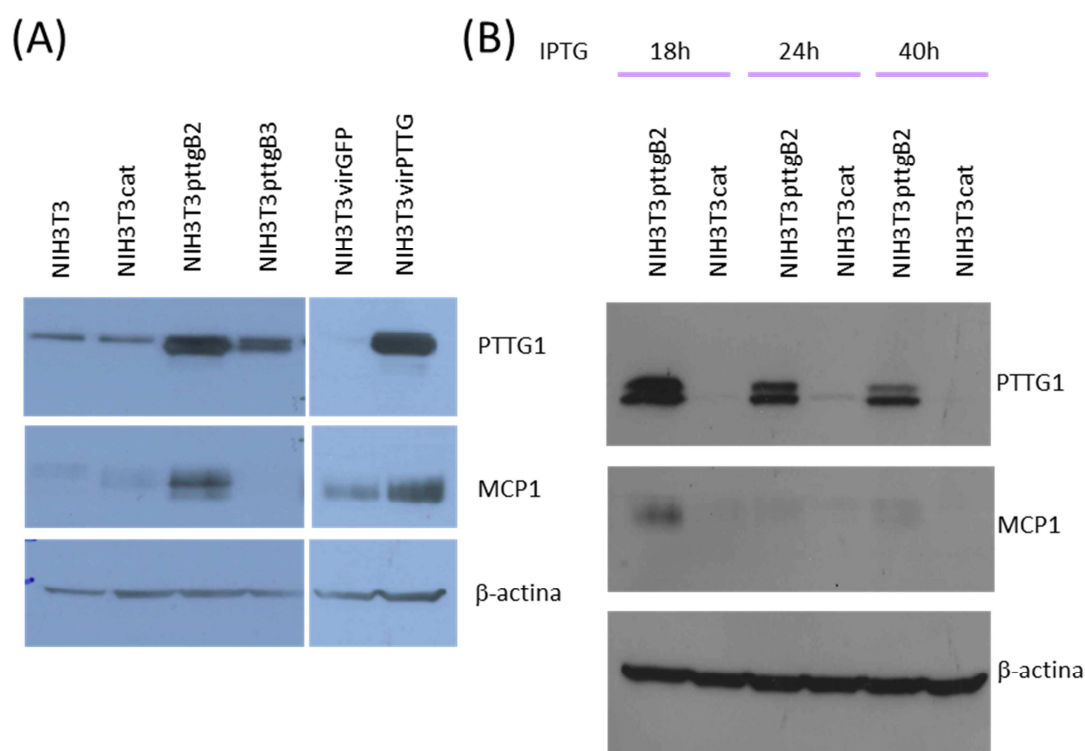 (A)
NIH3T3
NIH3T3cat
NIH3T3pttgB2
NIH3T3pttgB3
NIH3T3virGFP
NIH3T3virPTTG
PTTG1
MCP1
β-actina
(B)
IPTG 18h 24h 40h
NIH3T3pttgB2
NIH3T3cat
NIH3T3pttgB2
NIH3T3cat
NIH3T3pttgB2
NIH3T3cat
PTTG1
MCP1
β-actina